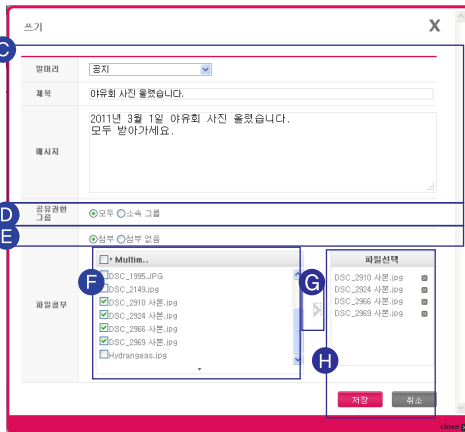 쓰기 X
C
말머리 공지
제목 야유회 사진 올렸습니다.
메시지 2011년 3월 1일 야유회 사진 올렸습니다.
모두 받아가세요.
D 공유권한
그룹 모두 소속 그룹
E 첨부 첨부 없음
파일첨부
F
Multim..
DSC_1995.JPG
DSC_2149.jpg
DSC_2910 사본.jpg
DSC_2924 사본.jpg
DSC_2966 사본.jpg
DSC_2969 사본.jpg
Hydrangeas.jpg
G
파일선택
DSC_2910 사본.jpg
DSC_2924 사본.jpg
DSC_2966 사본.jpg
DSC_2969 사본.jpg
H
저장 취소
close